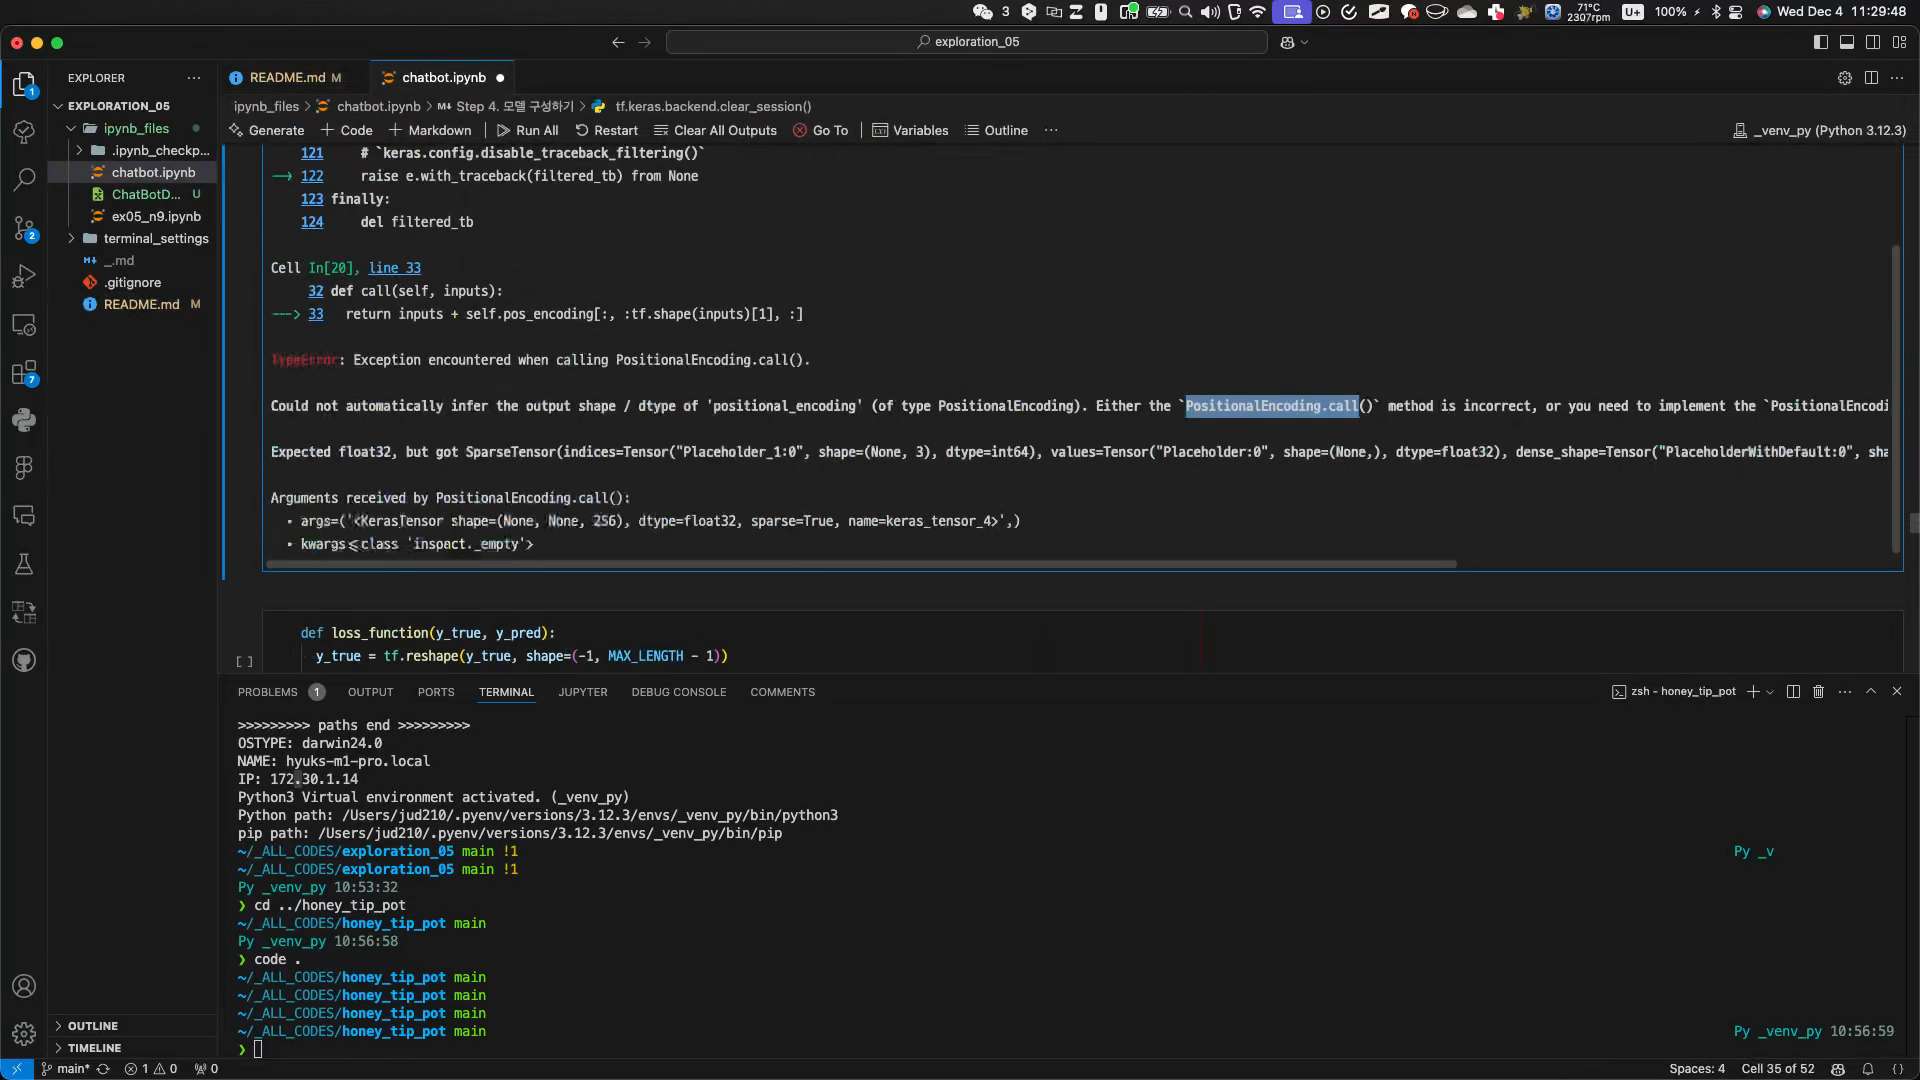 3
71°C
2307rpm
U+
100%
Wed Dec 4 11:29:48
exploration_05
EXPLORER
README.md M
chatbot.ipynb
EXPLORATION_05
ipynb_files > chatbot.ipynb > M↓ Step 4. 모델 구성하기 > tf.keras.backend.clear_session()
ipynb_files
Generate
Code
Markdown
Run All
Restart
Clear All Outputs
Go To
Variables
Outline
_venv_py (Python 3.12.3)
.ipynb_checkp...
chatbot.ipynb
ChatBotD... U
ex05_n9.ipynb
terminal_settings
_.md
.gitignore
README.md M
121 # `keras.config.disable_traceback_filtering()`
--> 122 raise e.with_traceback(filtered_tb) from None
123 finally:
124 del filtered_tb
Cell In[20], line 33
32 def call(self, inputs):
---> 33 return inputs + self.pos_encoding[:, :tf.shape(inputs)[1], :]
TypeError: Exception encountered when calling PositionalEncoding.call().
Could not automatically infer the output shape / dtype of 'positional_encoding' (of type PositionalEncoding). Either the `PositionalEncoding.call()` method is incorrect, or you need to implement the `PositionalEncodi
Expected float32, but got SparseTensor(indices=Tensor("Placeholder_1:0", shape=(None, 3), dtype=int64), values=Tensor("Placeholder:0", shape=(None,), dtype=float32), dense_shape=Tensor("PlaceholderWithDefault:0", sha
Arguments received by PositionalEncoding.call():
• args=('<KerasTensor shape=(None, None, 256), dtype=float32, sparse=True, name=keras_tensor_4>',)
• kwargs=<class 'inspect._empty'>
def loss_function(y_true, y_pred):
[ ] y_true = tf.reshape(y_true, shape=(-1, MAX_LENGTH - 1))
1
2
7
PROBLEMS 1
OUTPUT
PORTS
TERMINAL
JUPYTER
DEBUG CONSOLE
COMMENTS
zsh - honey_tip_pot
>>>>>>>>> paths end >>>>>>>>>
OSTYPE: darwin24.0
NAME: hyuks-m1-pro.local
IP: 172.30.1.14
Python3 Virtual environment activated. (_venv_py)
Python path: /Users/jud210/.pyenv/versions/3.12.3/envs/_venv_py/bin/python3
pip path: /Users/jud210/.pyenv/versions/3.12.3/envs/_venv_py/bin/pip
~/_ALL_CODES/exploration_05 main !1 Py _v
~/_ALL_CODES/exploration_05 main !1
Py _venv_py 10:53:32
❯ cd ../honey_tip_pot
~/_ALL_CODES/honey_tip_pot main
Py _venv_py 10:56:58
❯ code .
~/_ALL_CODES/honey_tip_pot main
~/_ALL_CODES/honey_tip_pot main
~/_ALL_CODES/honey_tip_pot main
~/_ALL_CODES/honey_tip_pot main Py _venv_py 10:56:59
❯
OUTLINE
TIMELINE
main*
1
0
0
Spaces: 4
Cell 35 of 52